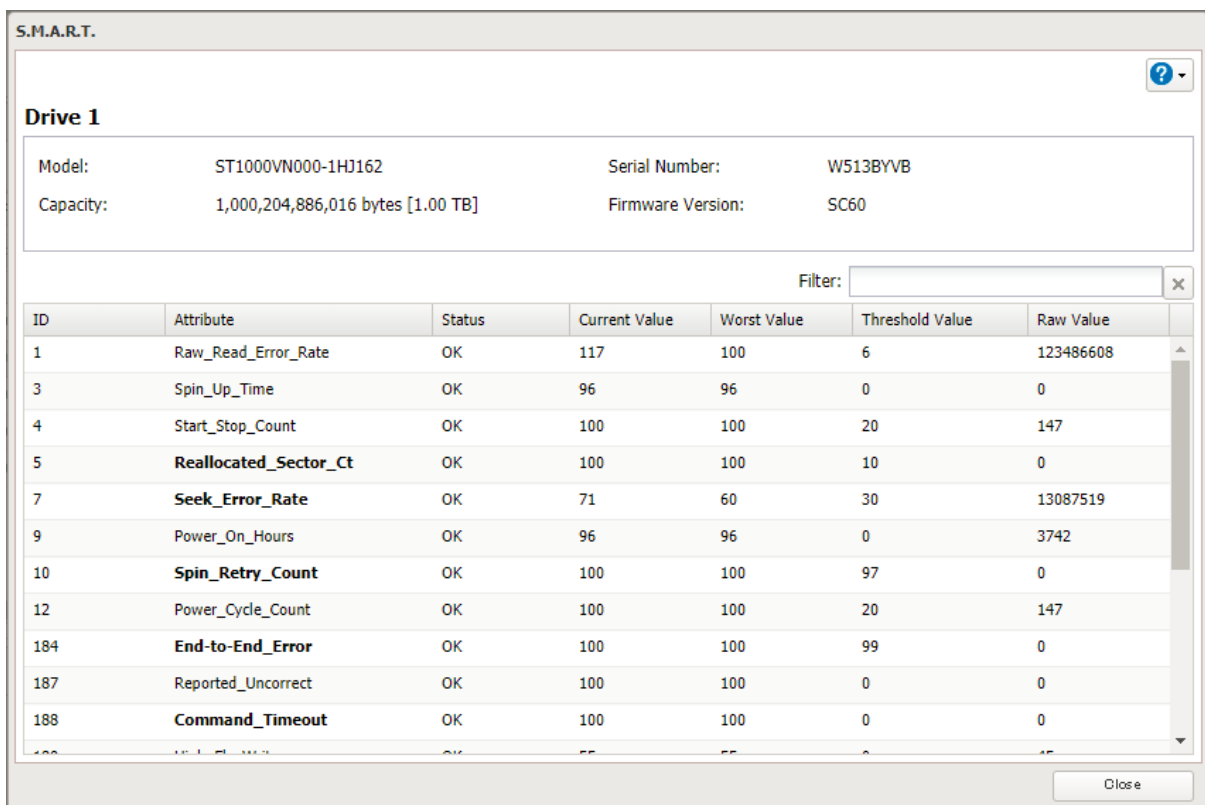 S.M.A.R.T.
Drive 1
Model: ST1000VN000-1HJ162 Serial Number: W513BYVB
Capacity: 1,000,204,886,016 bytes [1.00 TB] Firmware Version: SC60
Filter:
ID Attribute Status Current Value Worst Value Threshold Value Raw Value
1 Raw_Read_Error_Rate OK 117 100 6 123486608
3 Spin_Up_Time OK 96 96 0 0
4 Start_Stop_Count OK 100 100 20 147
5 Reallocated_Sector_Ct OK 100 100 10 0
7 Seek_Error_Rate OK 71 60 30 13087519
9 Power_On_Hours OK 96 96 0 3742
10 Spin_Retry_Count OK 100 100 97 0
12 Power_Cycle_Count OK 100 100 20 147
184 End-to-End_Error OK 100 100 99 0
187 Reported_Uncorrect OK 100 100 0 0
188 Command_Timeout OK 100 100 0 0
Close